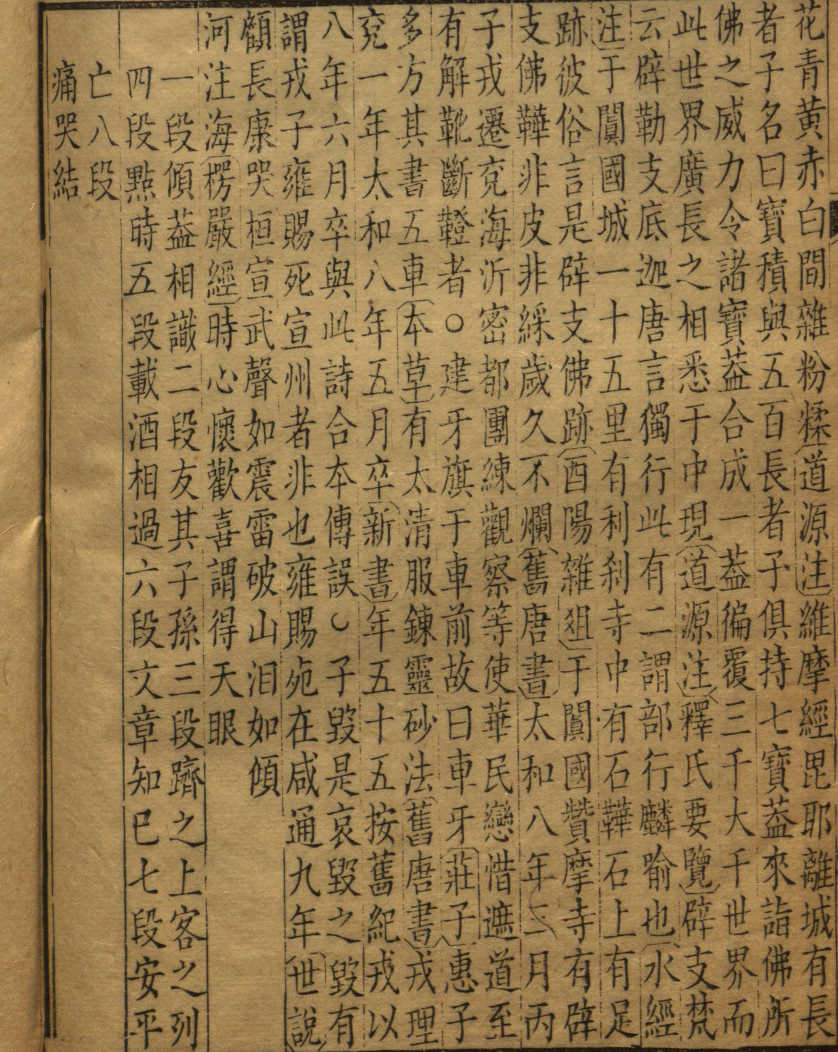 花青黄赤白間雜粉糅道源注維摩經毘耶離城有長
者子名曰寶積與五百長者子俱持七寶葢來詣佛所
佛之威力令諸寶葢合成一葢徧覆三千大千世界而
此世界廣長之相悉于中現道源注釋氏要覽辟支梵
云辟勒支底迦唐言獨行此有二謂部行麟喻也水經
注于闐國城一十五里有利刹寺中有石鞾石上有足
跡彼俗言是辟支佛跡酉陽雜俎于闐國贊摩寺有辟
支佛鞾非皮非綵歲久不爛舊唐書太和八年三月丙
子戎遷兖海沂密都團練觀察等使華民戀惜遮道至
有解靴斷鞾者○建牙旗于車前故曰車牙莊子惠子
多方其書五車本草有太清服鍊靈砂法舊唐書戎理
兖一年太和八年五月卒新書年五十五按舊紀戎以
八年六月卒與此詩合本傳誤○子毀是哀毀之毀有
謂戎子雍賜死宣州者非也雍賜死在咸通九年世說
顧長康哭桓宣武聲如震雷破山泪如傾
河注海楞嚴經時心懷歡喜謂得天眼
一段傾葢相識二段友其子孫三段躋之上客之列
四段點時五段載酒相過六段文章知已七段安平
亡八段
痛哭結